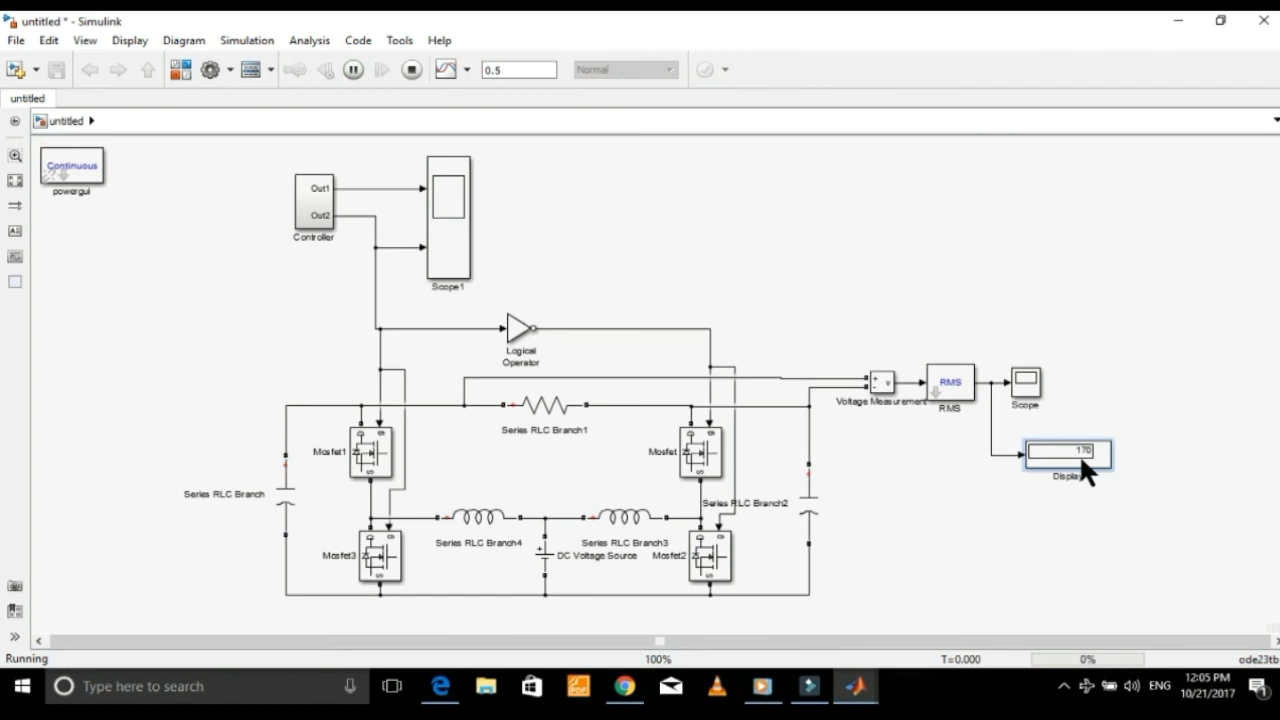 untitled * - Simulink
File Edit View Display Diagram Simulation Analysis Code Tools Help
0.5 Normal
untitled
untitled
Continuous
powergui
Out1
Out2
Controller
Scope1
Logical
Operator
Voltage Measurement
RMS
RMS
Scope
Series RLC Branch1
Mosfet1
Mosfet
170
Display
Series RLC Branch
Series RLC Branch2
Series RLC Branch4
Series RLC Branch3
Mosfet3
DC Voltage Source
Mosfet2
Running 100% T=0.000 0% ode23tb
Type here to search
ENG
12:05 PM
10/21/2017